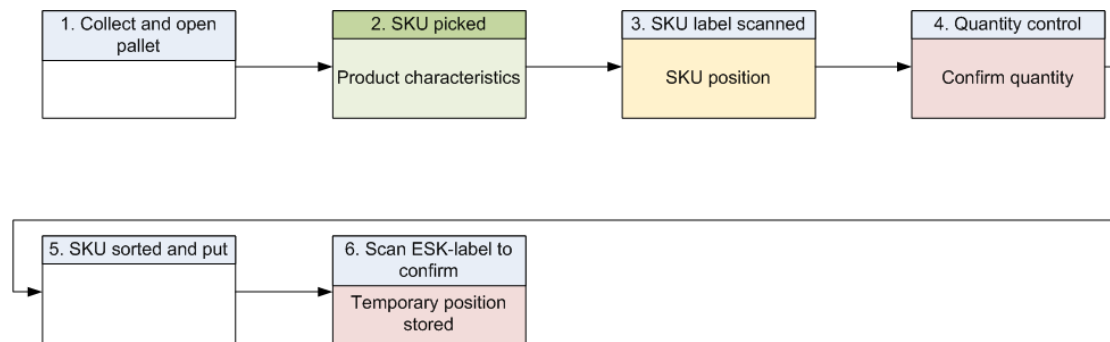 1. Collect and open
pallet
2. SKU picked
Product characteristics
3. SKU label scanned
SKU position
4. Quantity control
Confirm quantity
5. SKU sorted and put
6. Scan ESK-label to
confirm
Temporary position
stored